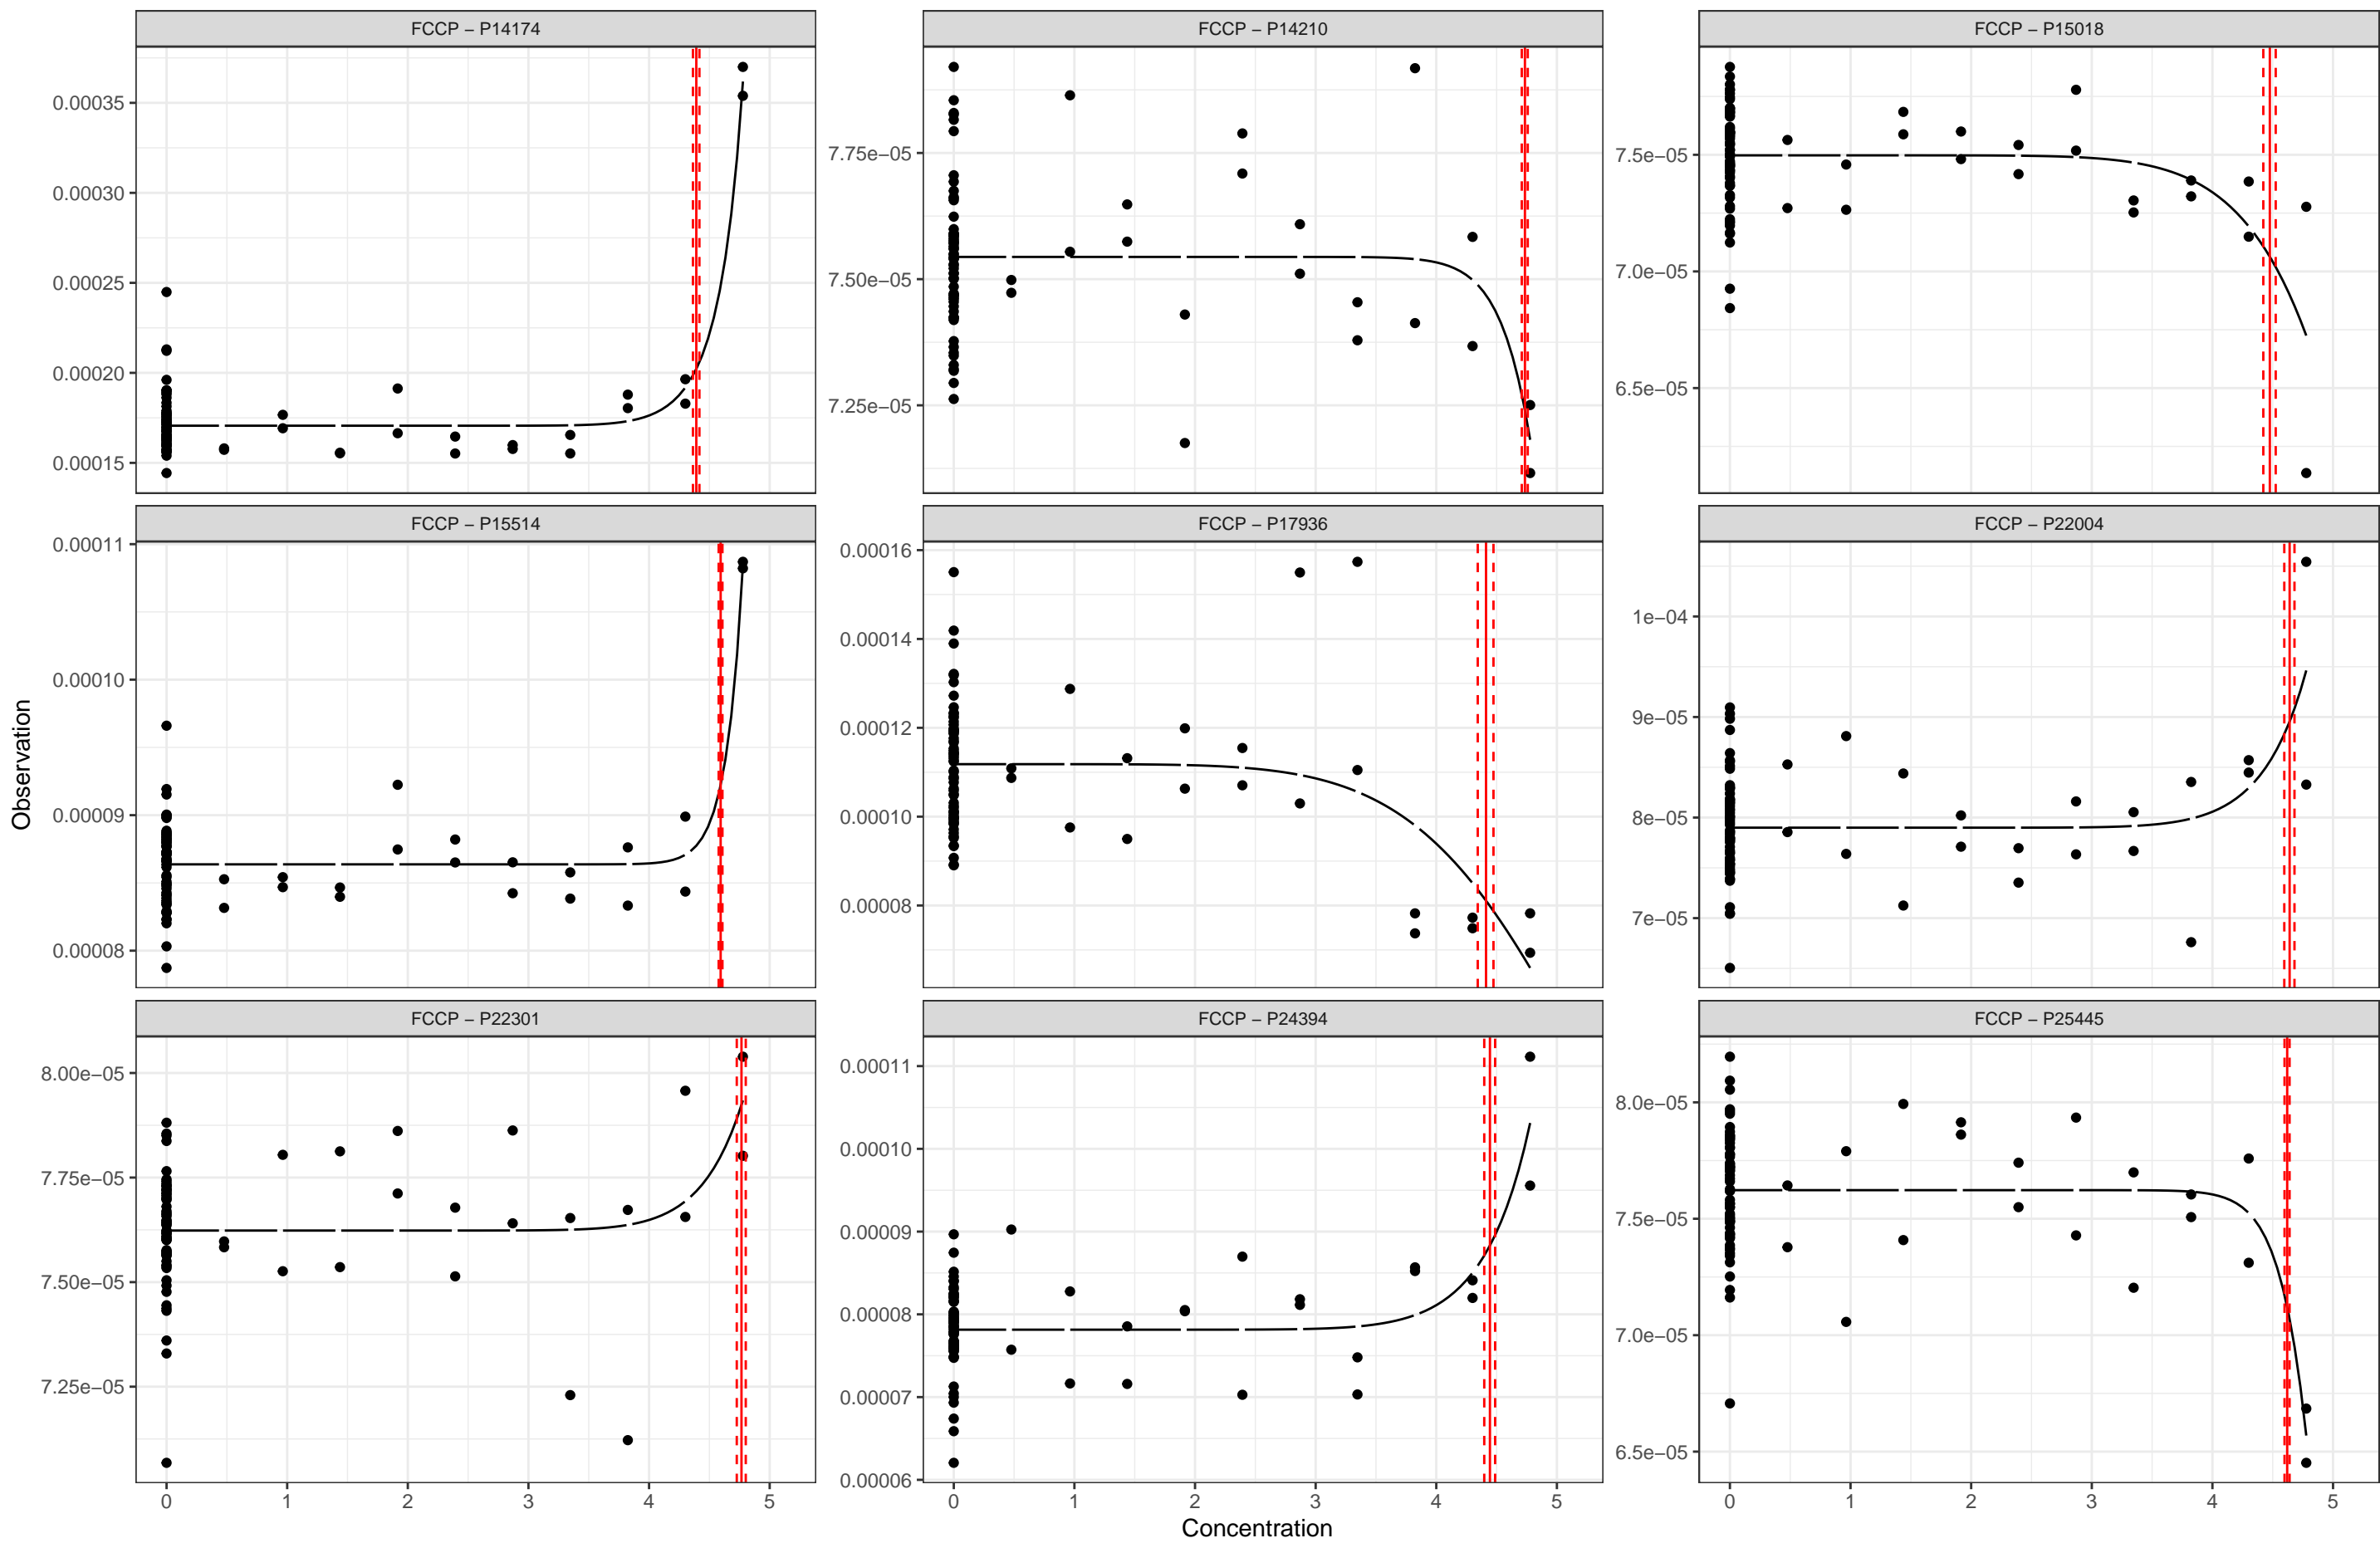 FCCP − P14174
FCCP − P14210
FCCP − P15018
0.00035
0.00030
0.00025
0.00020
0.00015
7.75e−05
7.50e−05
7.25e−05
7.5e−05
7.0e−05
6.5e−05
FCCP − P15514
FCCP − P17936
FCCP − P22004
0.00011
0.00010
0.00009
0.00008
0.00016
0.00014
0.00012
0.00010
0.00008
1e−04
9e−05
8e−05
7e−05
Observation
FCCP − P22301
FCCP − P24394
FCCP − P25445
8.00e−05
7.75e−05
7.50e−05
7.25e−05
0.00011
0.00010
0.00009
0.00008
0.00007
0.00006
8.0e−05
7.5e−05
7.0e−05
6.5e−05
0 1 2 3 4 5
0 1 2 3 4 5
0 1 2 3 4 5
Concentration